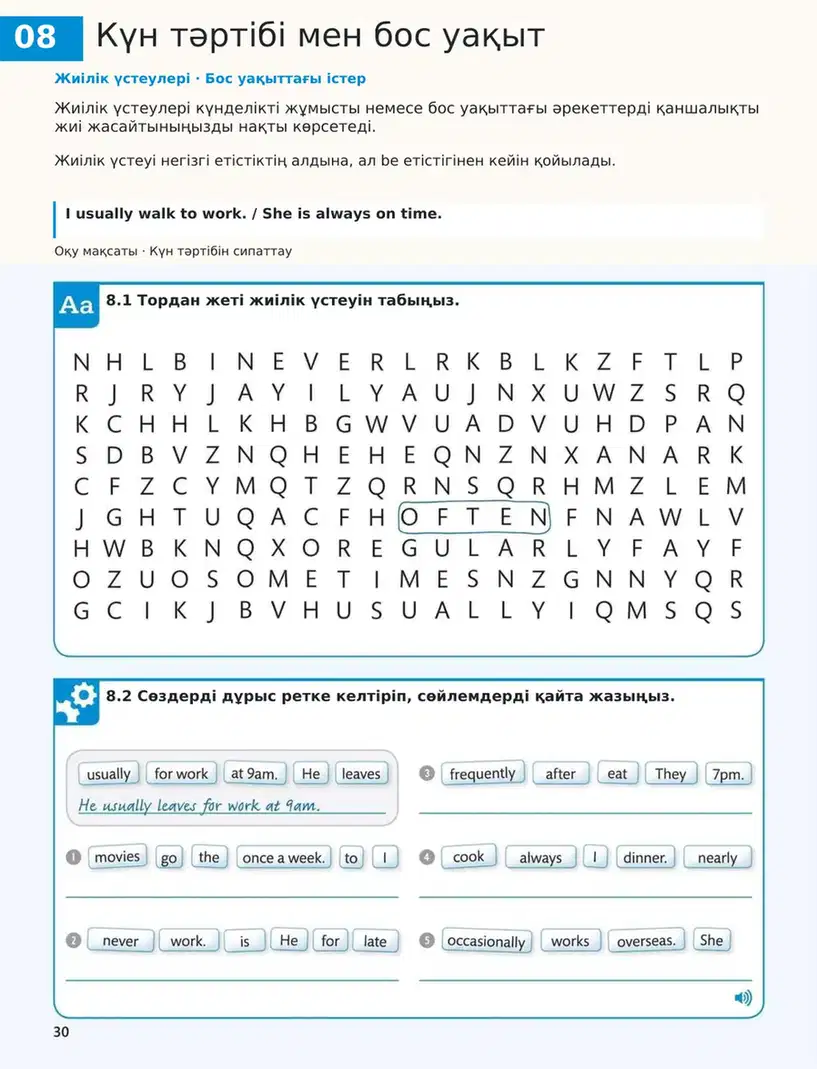 08 Күн тәртібі мен бос уақыт
Жиілік үстеулері · Бос уақыттағы істер
Жиілік үстеулері күнделікті жұмысты немесе бос уақыттағы әрекеттерді қаншалықты
жиі жасайтыныңызды нақты көрсетеді.
Жиілік үстеуі негізгі етістіктің алдына, ал be етістігінен кейін қойылады.
I usually walk to work. / She is always on time.
Оқу мақсаты · Күн тәртібін сипаттау
Aa 8.1 Тордан жеті жиілік үстеуін табыңыз.
N H L B I N E V E R L R K B L K Z F T L P
R J R Y J A Y I L Y A U J N X U W Z S R Q
K C H H L K H B G W V U A D V U H D P A N
S D B V Z N Q H E H E Q N Z N X A N A R K
C F Z C Y M Q T Z Q R N S Q R H M Z L E M
J G H T U Q A C F H O F T E N F N A W L V
H W B K N Q X O R E G U L A R L Y F A Y F
O Z U O S O M E T I M E S N Z G N N Y Q R
G C I K J B V H U S U A L L Y I Q M S Q S
8.2 Сөздерді дұрыс ретке келтіріп, сөйлемдерді қайта жазыңыз.
usually for work at 9am. He leaves
He usually leaves for work at 9am.
1 movies go the once a week. to I
2 never work. is He for late
3 frequently after eat They 7pm.
4 cook always I dinner. nearly
5 occasionally works overseas. She
30